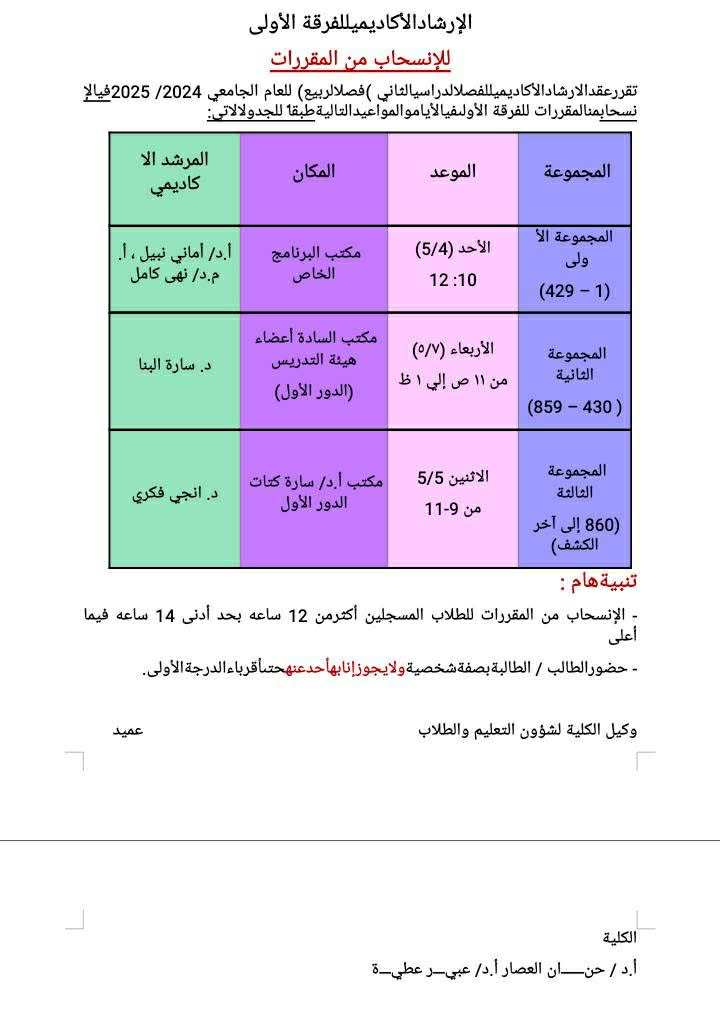 الإرشادالأكاديميللفرقة الأولى
للإنسحاب من المقررات
تقررعقدالارشادالأكاديميللفصلالدراسيالثاني )فصلالربيع) للعام الجامعي 2024/ 2025فيالإ
نسحابمنالمقررات للفرقة الأولىفيالأياموالمواعيدالتاليةطبقاً للجدولالاتي:
المجموعة
الموعد
المكان
المرشد الا
كاديمي
المجموعة الأ
ولى
(1 – 429)
الأحد (5/4)
10: 12
مكتب البرنامج
الخاص
أ.د/ أماني نبيل ، أ.
م.د/ نهى كامل
المجموعة
الثانية
( 430 – 859)
الأربعاء (٥/٧)
من ١١ ص إلي ١ ظ
مكتب السادة أعضاء
هيئة التدريس
(الدور الأول)
د. سارة البنا
المجموعة
الثالثة
(860 إلى آخر
الكشف)
الاثنين 5/5
من 9-11
مكتب أ.د/ سارة كتات
الدور الأول
د. انجي فكري
تنبيةهام :
- الإنسحاب من المقررات للطلاب المسجلين أكثرمن 12 ساعه بحد أدنى 14 ساعه فيما
أعلى
- حضورالطالب / الطالبةبصفةشخصيةولايجوزإنابهأحدعنهحتىأقرباءالدرجةالأولى.
وكيل الكلية لشؤون التعليم والطلاب عميد
الكلية
أ.د / حنـــــان العصار أ.د/ عبيـــر عطيـــة